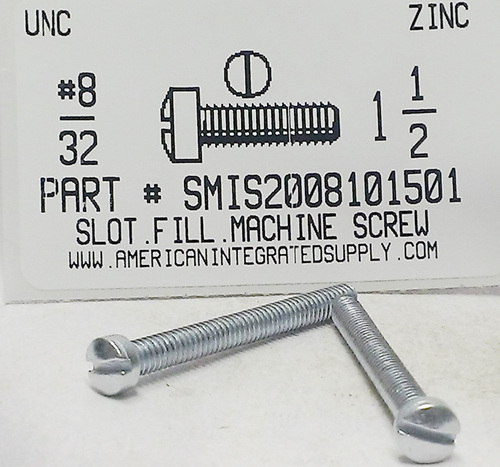 UNC ZINC
#8
32
1 1
2
PART # SMIS2008101501
SLOT.FILL.MACHINE SCREW
WWW.AMERICANINTEGRATEDSUPPLY.COM